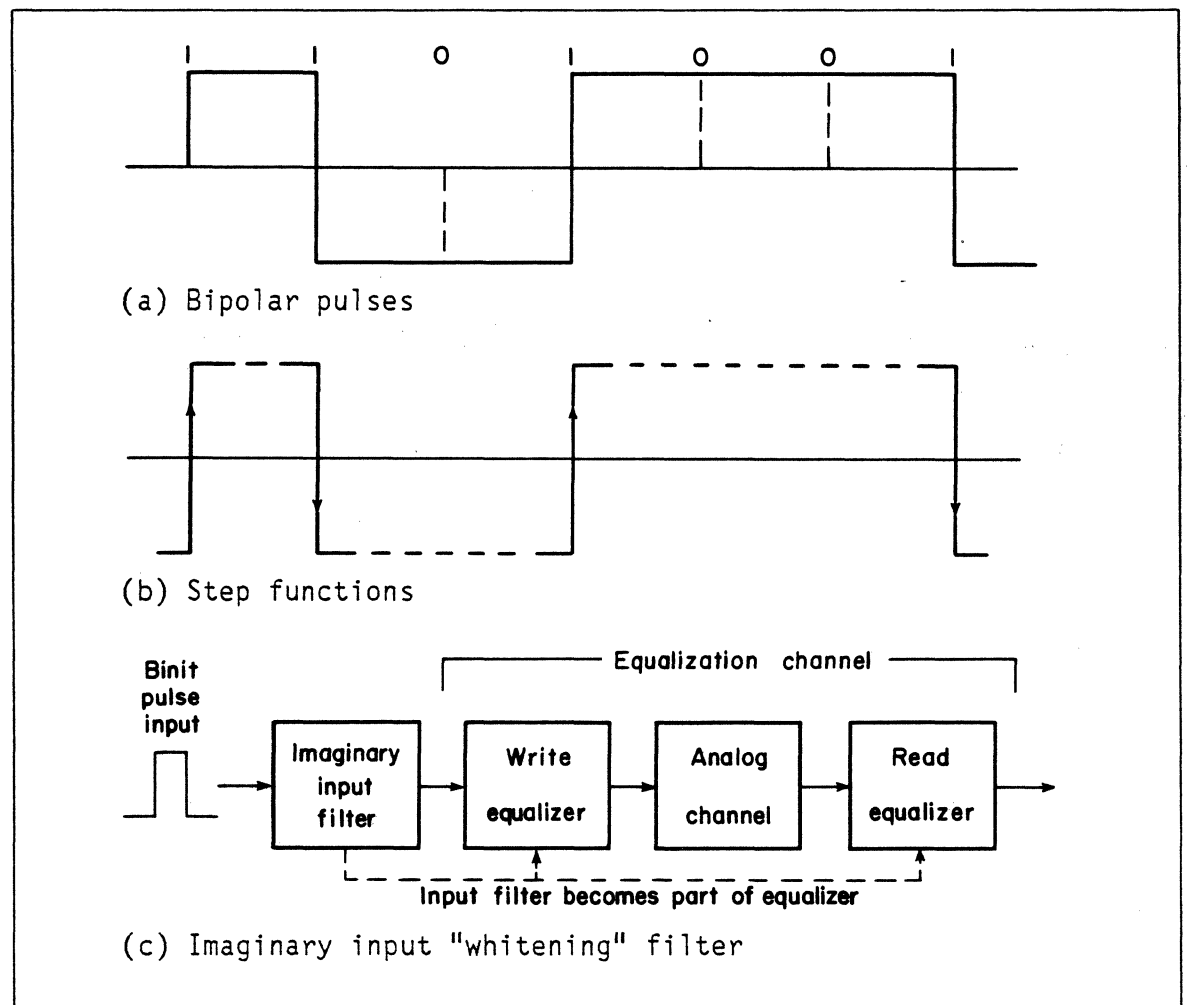 1 1 0 1 0 0 1
(a) Bipolar pulses
(b) Step functions
Equalization channel
Binit
pulse
input
Imaginary
input
filter
Write
equalizer
Analog
channel
Read
equalizer
Input filter becomes part of equalizer
(c) Imaginary input "whitening" filter